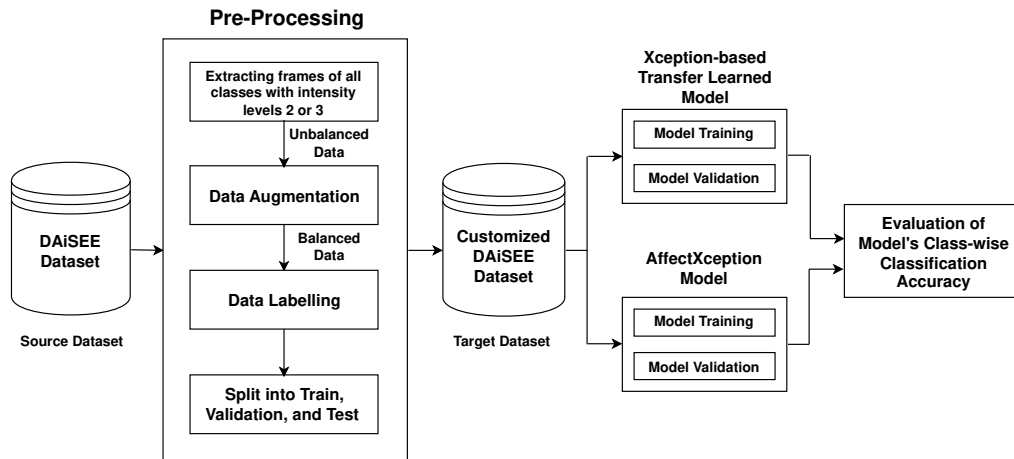 Pre-Processing
Extracting frames of all
classes with intensity
levels 2 or 3
Unbalanced
Data
Data Augmentation
Balanced
Data
Data Labelling
Split into Train,
Validation, and Test
DAiSEE
Dataset
Source Dataset
Customized
DAiSEE
Dataset
Target Dataset
Xception-based
Transfer Learned
Model
Model Training
Model Validation
AffectXception
Model
Model Training
Model Validation
Evaluation of
Model's Class-wise
Classification
Accuracy